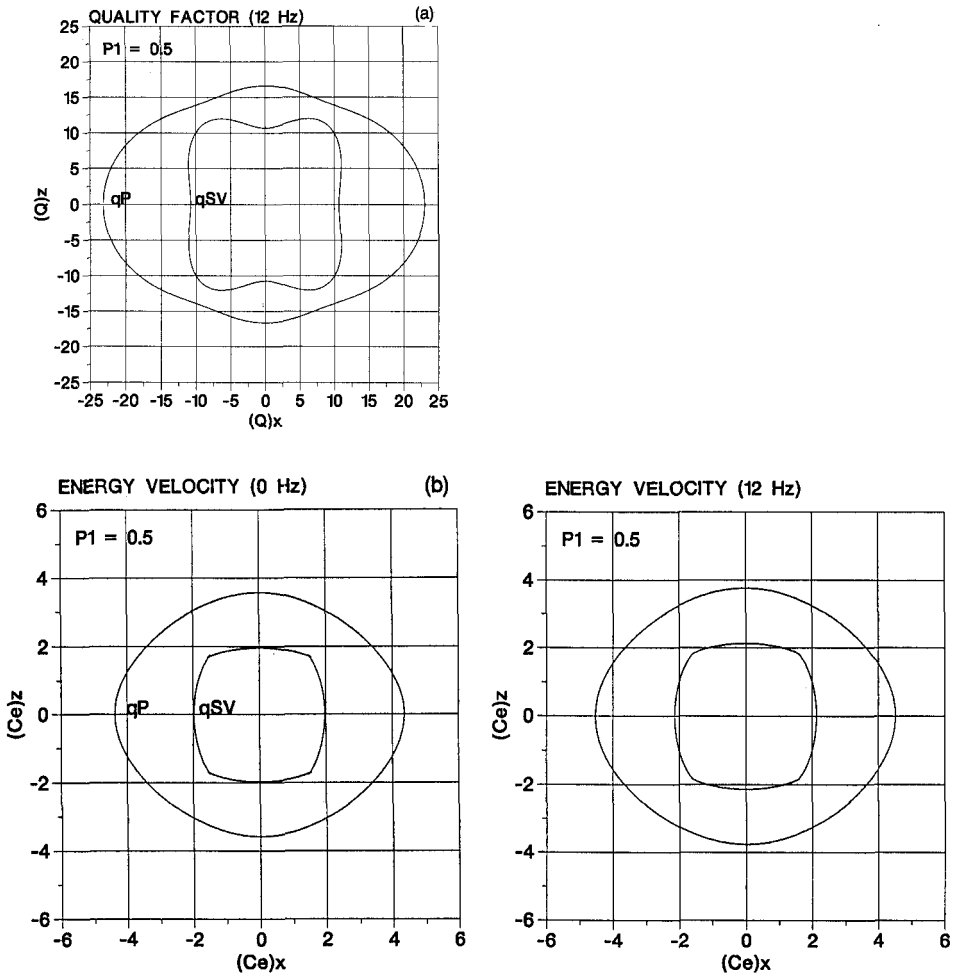 QUALITY FACTOR (12 Hz) (a)
P1 = 0.5
25
20
15
10
5
0
-5
-10
-15
-20
-25
(Q)z
qP qSV
-25 -20 -15 -10 -5 0 5 10 15 20 25
(Q)x
ENERGY VELOCITY (0 Hz) (b)
P1 = 0.5
6
4
2
0
-2
-4
-6
(Ce)z
qP qSV
-6 -4 -2 0 2 4 6
(Ce)x
ENERGY VELOCITY (12 Hz)
P1 = 0.5
6
4
2
0
-2
-4
-6
(Ce)z
-6 -4 -2 0 2 4 6
(Ce)x